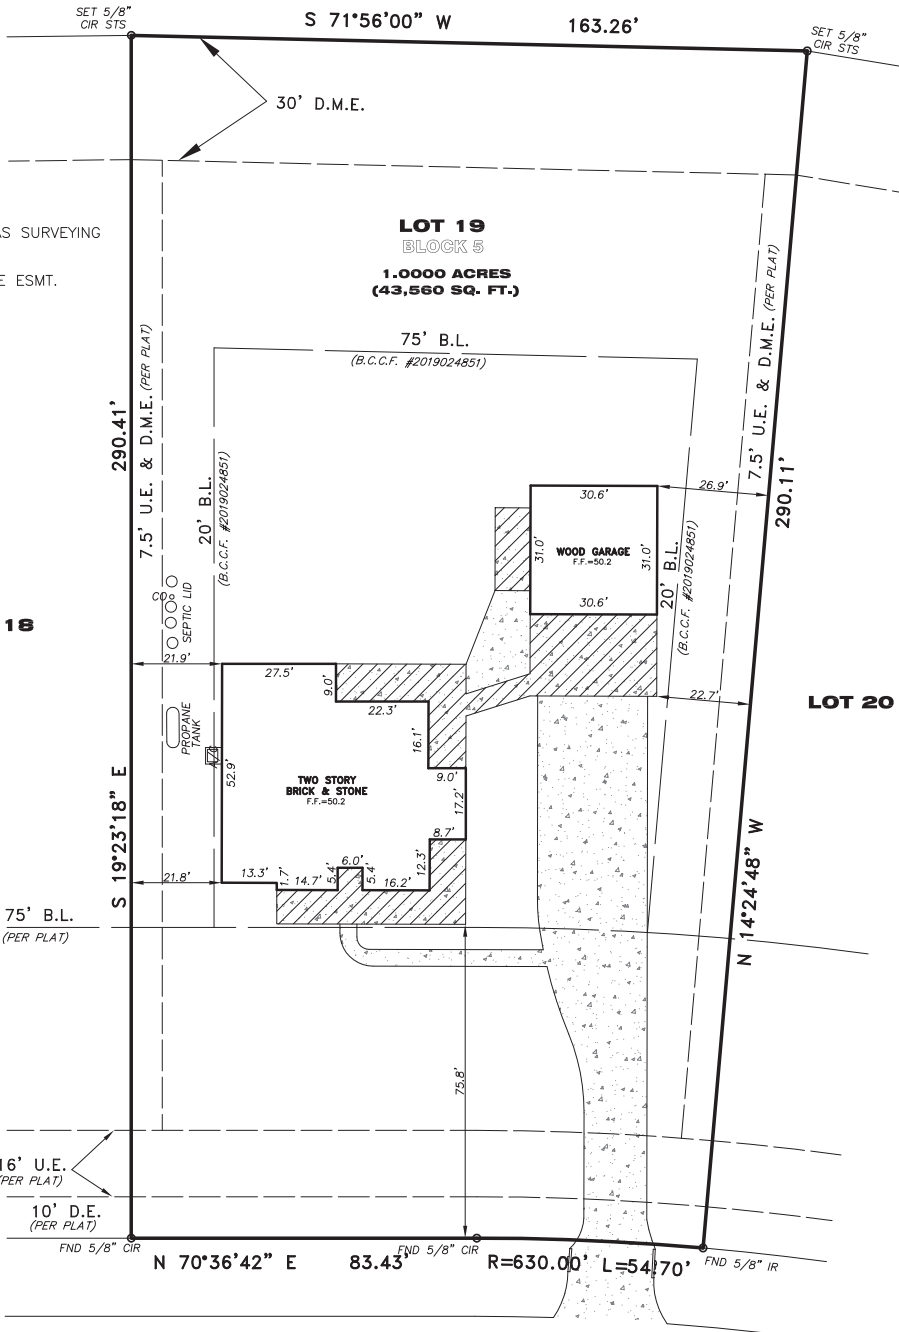 SET 5/8"
CIR STS
S 71°56'00" W 163.26'
SET 5/8"
CIR STS
30' D.M.E.
AS SURVEYING
E ESMT.
LOT 19
BLOCK 5
1.0000 ACRES
(43,560 SQ. FT.)
75' B.L.
(B.C.C.F. #2019024851)
290.41'
7.5' U.E. & D.M.E. (PER PLAT)
20' B.L.
(B.C.C.F. #2019024851)
7.5' U.E. & D.M.E. (PER PLAT)
290.11'
26.9'
30.6'
31.0'
WOOD GARAGE
F.F.=50.2
31.0'
30.6'
20' B.L.
(B.C.C.F. #2019024851)
CO
SEPTIC LID
18
21.9'
27.5'
9.0'
22.3'
22.7'
LOT 20
PROPANE
TANK
A/C
52.9'
16.1'
9.0'
TWO STORY
BRICK & STONE
F.F.=50.2
17.2'
8.7'
12.3'
S 19°23'18" E
21.8'
13.3'
1.7'
14.7'
5.4'
6.0'
5.4'
16.2'
N 14°24'48" W
75' B.L.
(PER PLAT)
75.8'
16' U.E.
(PER PLAT)
10' D.E.
(PER PLAT)
FND 5/8" CIR
FND 5/8" CIR
FND 5/8" IR
N 70°36'42" E 83.43' R=630.00' L=54.70'